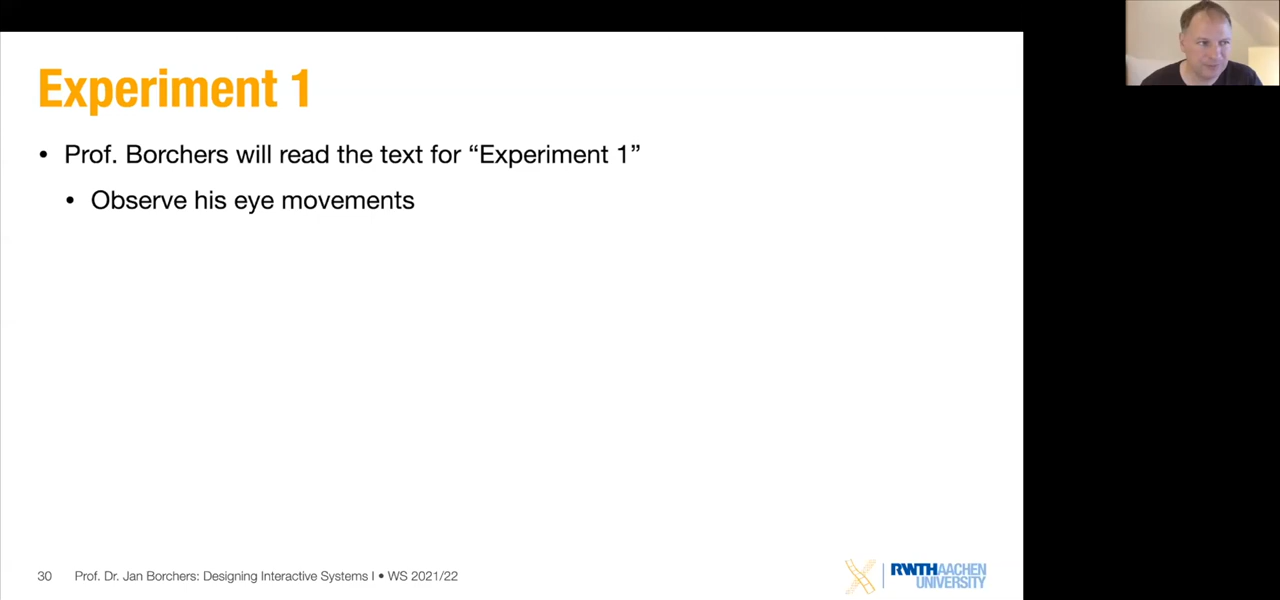 Experiment 1
• Prof. Borchers will read the text for “Experiment 1”
• Observe his eye movements
30 Prof. Dr. Jan Borchers: Designing Interactive Systems I • WS 2021/22
RWTHAACHEN
UNIVERSITY